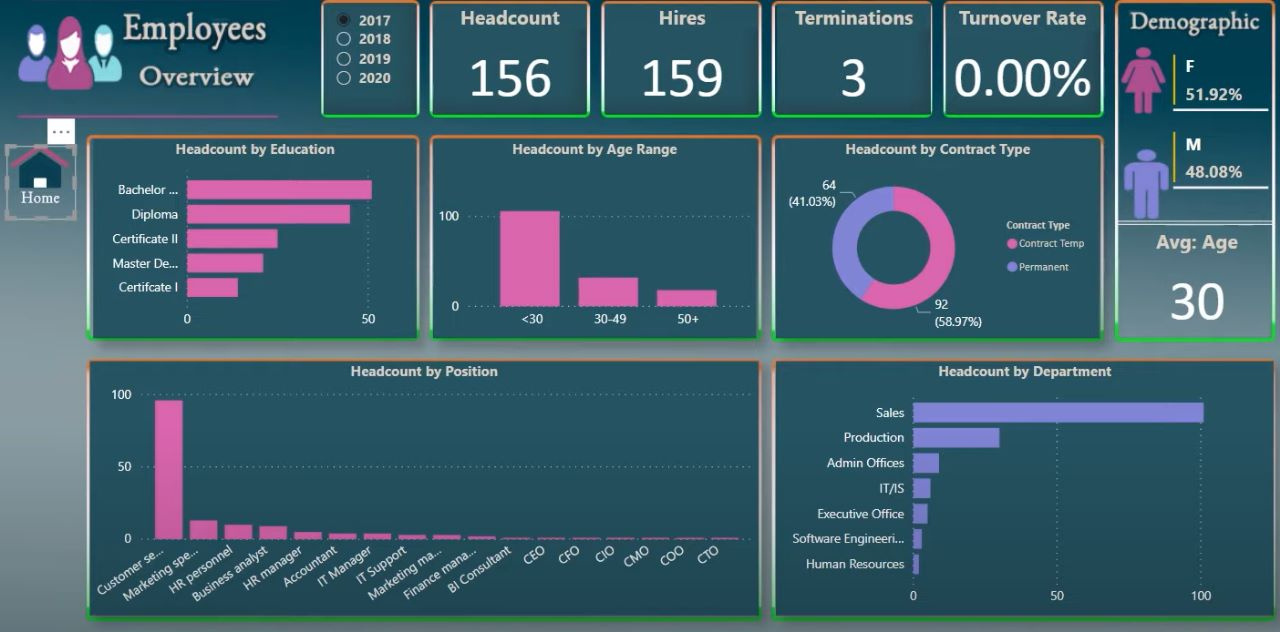 Employees
Overview
2017
2018
2019
2020
Headcount
156
Hires
159
Terminations
3
Turnover Rate
0.00%
Demographic
F
51.92%
M
48.08%
Avg: Age
30
...
Home
Headcount by Education
Bachelor ...
Diploma
Certificate II
Master De...
Certifcate I
0
50
Headcount by Age Range
100
0
<30
30-49
50+
Headcount by Contract Type
64
(41.03%)
92
(58.97%)
Contract Type
Contract Temp
Permanent
Headcount by Position
100
50
0
Customer se...
Marketing spe...
HR personnel
Business analyst
HR manager
Accountant
IT Manager
IT Support
Marketing ma...
Finance mana...
BI Consultant
CEO
CFO
CIO
CMO
COO
CTO
Headcount by Department
Sales
Production
Admin Offices
IT/IS
Executive Office
Software Engineeri...
Human Resources
0
50
100